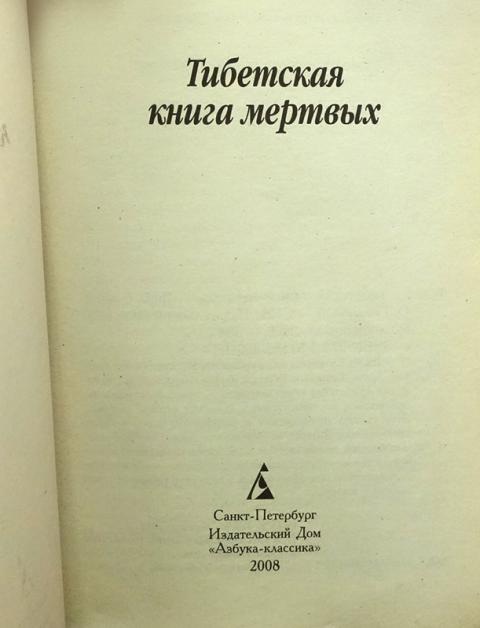 Тибетская
книга мертвых
Санкт-Петербург
Издательский Дом
«Азбука-классика»
2008